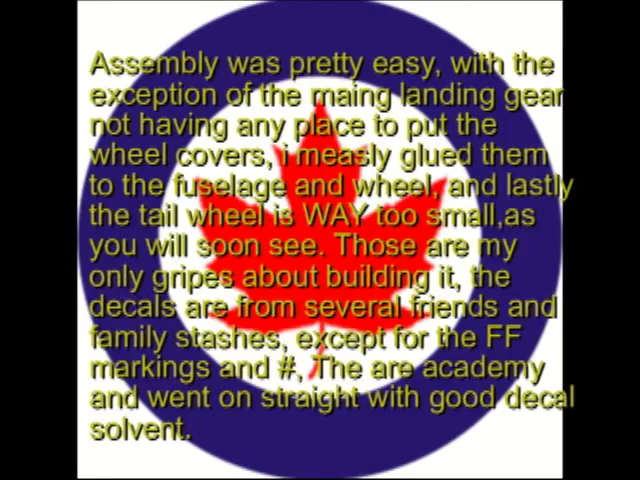 Assembly was pretty easy, with the
exception of the maing landing gear
not having any place to put the
wheel covers, i measly glued them
to the fuselage and wheel, and lastly
the tail wheel is WAY too small,as
you will soon see. Those are my
only gripes about building it, the
decals are from several friends and
family stashes, except for the FF
markings and #, The are academy
and went on straight with good decal
solvent.